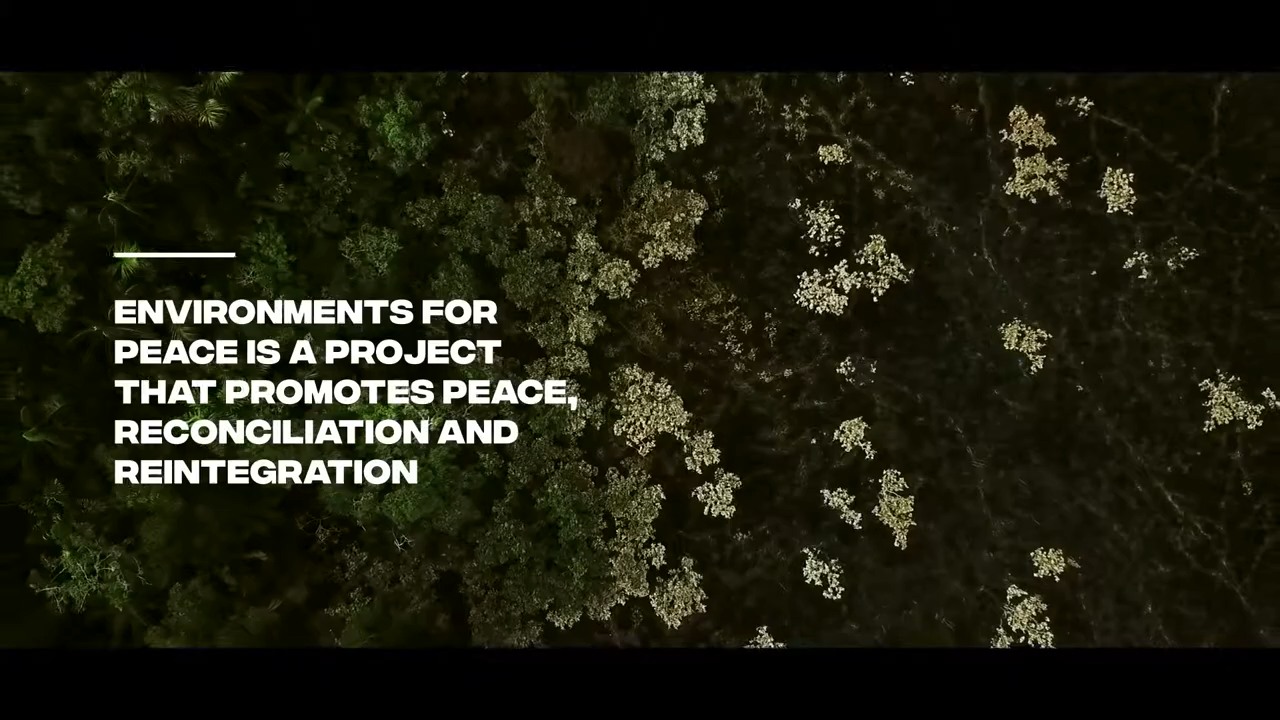 ENVIRONMENTS FOR
PEACE IS A PROJECT
THAT PROMOTES PEACE,
RECONCILIATION AND
REINTEGRATION